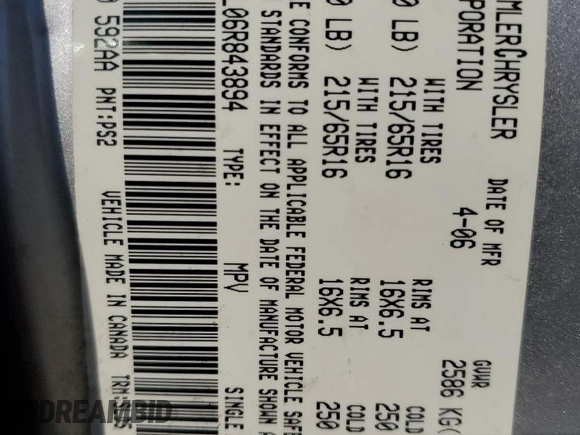 MLERCHRYSLER DATE OF MFR GVWR
PORATION 4-06 2586 KG(
WITH TIRES RIMS AT COLD
0 LB) 215/65R16 16X6.5 250
WITH TIRES RIMS AT COLD
0 LB) 215/65R16 16X6.5 250
LE CONFORMS TO ALL APPLICABLE FEDERAL MOTOR VEHICLE SAFE
STANDARDS IN EFFECT ON THE DATE OF MANUFACTURE SHOWN A
06R843894 TYPE: MPV SINGLE
592AA PNT:PS2 VEHICLE MADE IN CANADA TRM:
DREAMBID